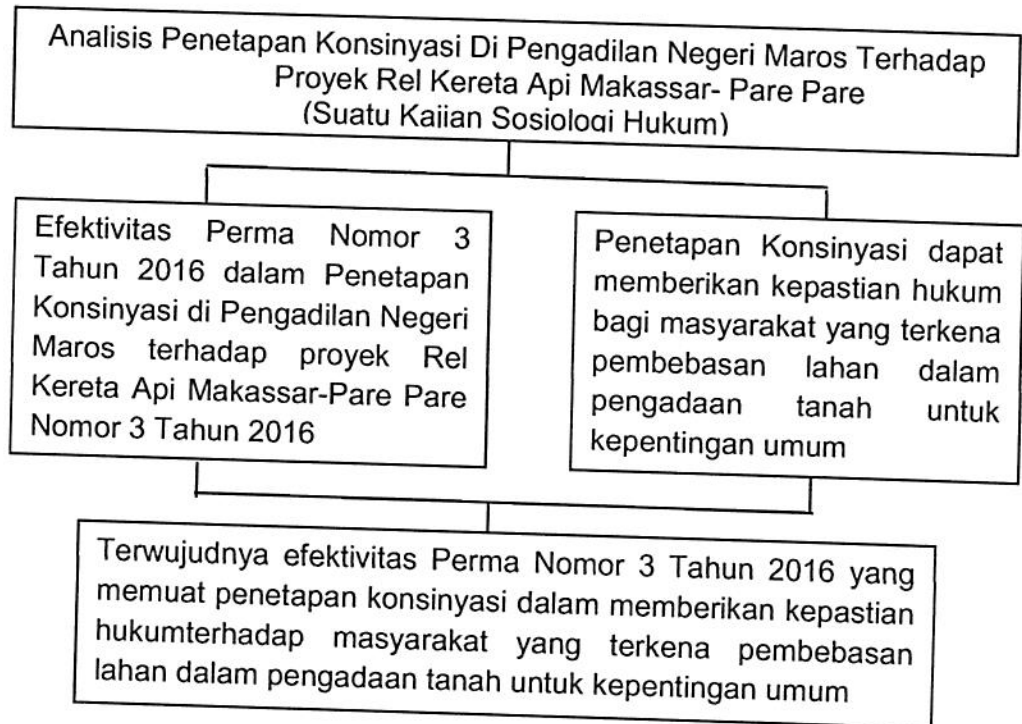 Analisis Penetapan Konsinyasi Di Pengadilan Negeri Maros Terhadap
Proyek Rel Kereta Api Makassar- Pare Pare
(Suatu Kajian Sosiologi Hukum)
Efektivitas Perma Nomor 3
Tahun 2016 dalam Penetapan
Konsinyasi di Pengadilan Negeri
Maros terhadap proyek Rel
Kereta Api Makassar-Pare Pare
Nomor 3 Tahun 2016
Penetapan Konsinyasi dapat
memberikan kepastian hukum
bagi masyarakat yang terkena
pembebasan lahan dalam
pengadaan tanah untuk
kepentingan umum
Terwujudnya efektivitas Perma Nomor 3 Tahun 2016 yang
memuat penetapan konsinyasi dalam memberikan kepastian
hukumterhadap masyarakat yang terkena pembebasan
lahan dalam pengadaan tanah untuk kepentingan umum